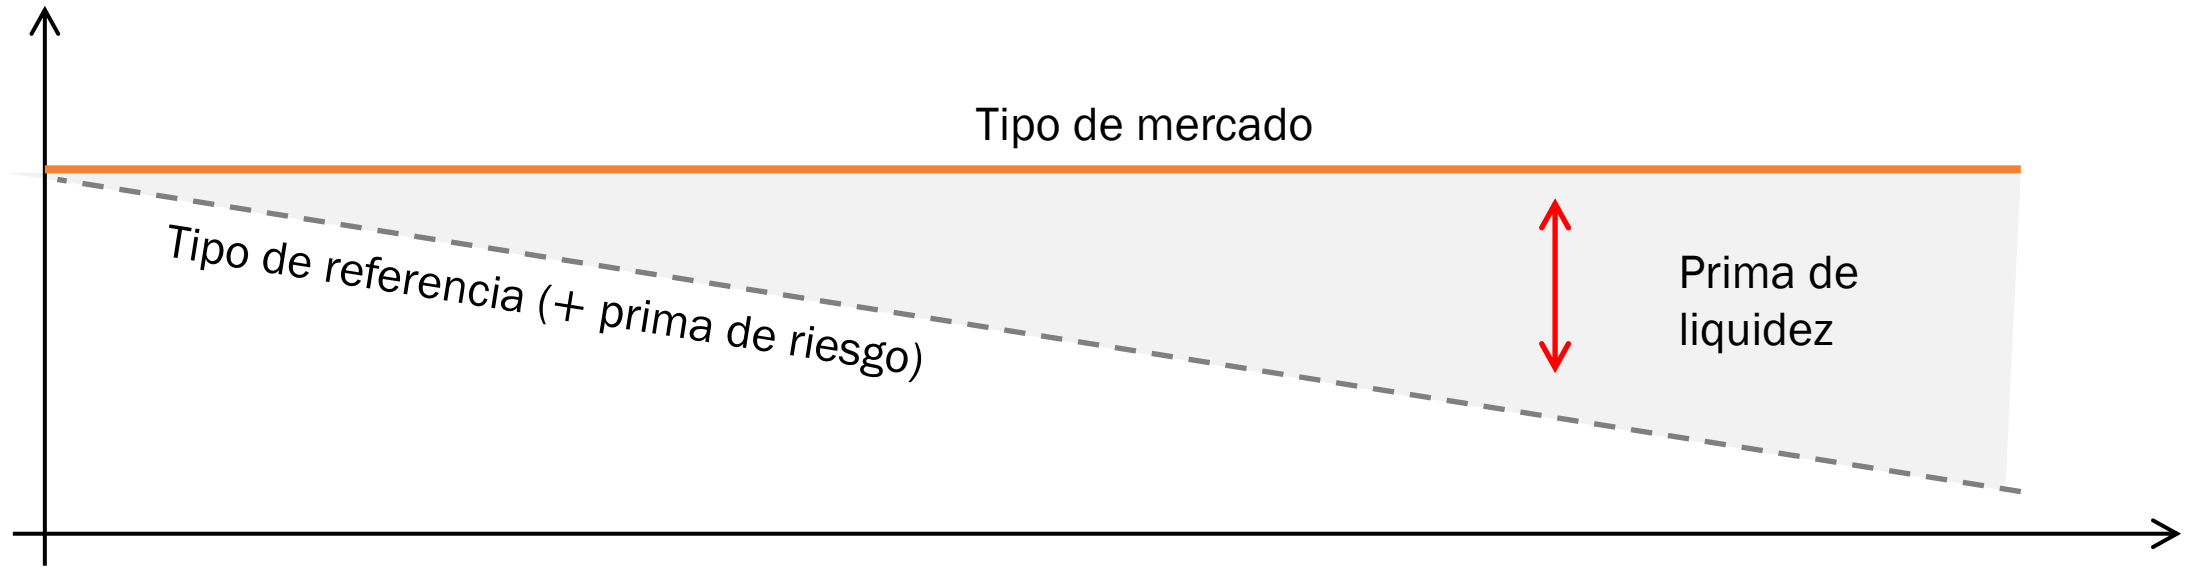 Tipo de mercado
Tipo de referencia (+ prima de riesgo)
Prima de
liquidez